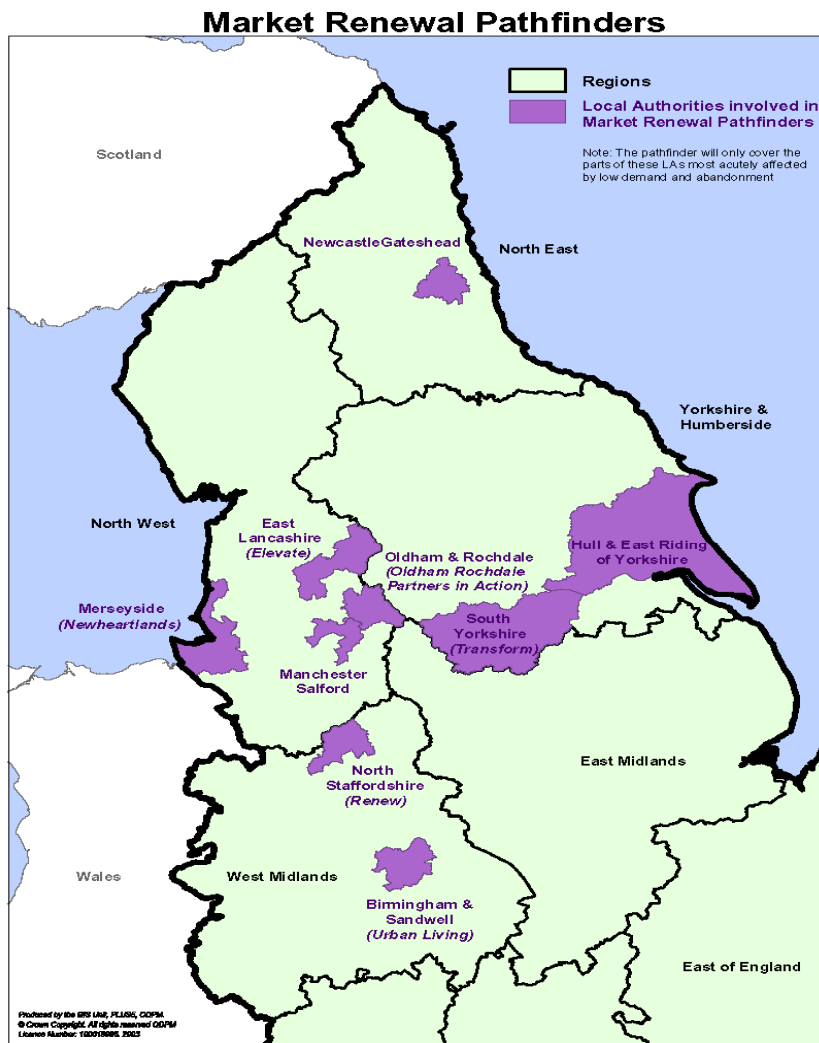 Market Renewal Pathfinders
Regions
Local Authorities involved in
Market Renewal Pathfinders
Note: The pathfinder will only cover the
parts of these LAs most acutely affected
by low demand and abandonment
Scotland
NewcastleGateshead
North East
Yorkshire &
Humberside
North West
East
Lancashire
(Elevate)
Oldham & Rochdale
(Oldham Rochdale
Partners in Action)
Hull & East Riding
of Yorkshire
Merseyside
(Newheartlands)
South
Yorkshire
(Transform)
Manchester
Salford
East Midlands
North
Staffordshire
(Renew)
Wales
West Midlands
Birmingham &
Sandwell
(Urban Living)
East of England
Produced by the GIS Unit, PLUS5, ODPM.
© Crown Copyright. All rights reserved ODPM
Licence Number: 2003